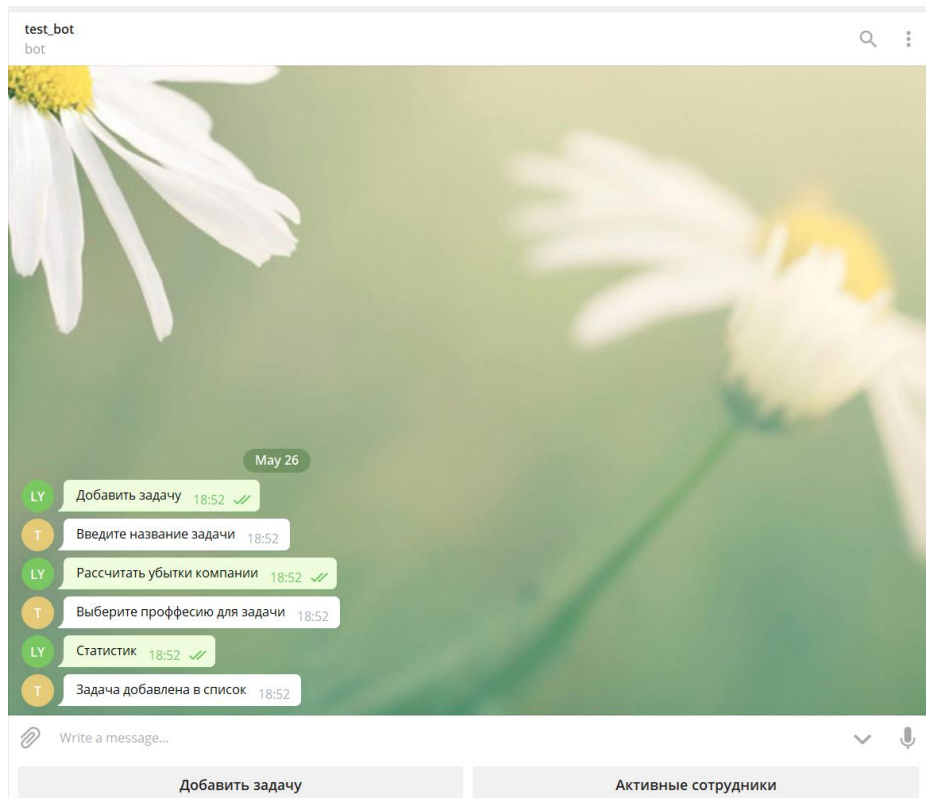 test_bot
bot
May 26
LY Добавить задачу 18:52
T Введите название задачи 18:52
LY Рассчитать убытки компании 18:52
T Выберите проффесию для задачи 18:52
LY Статистик 18:52
T Задача добавлена в список 18:52
Write a message...
Добавить задачу Активные сотрудники